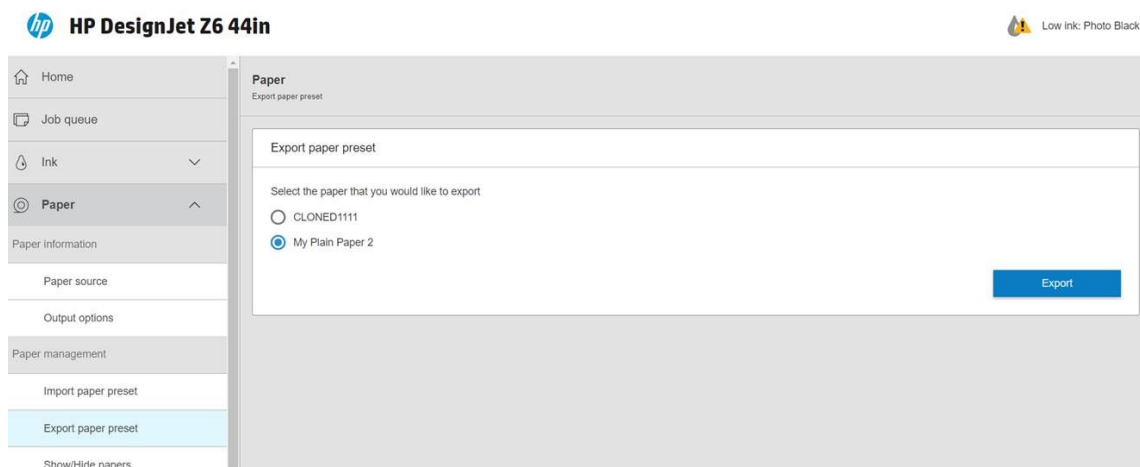 hp HP DesignJet Z6 44in
Low ink: Photo Black
Home
Job queue
Ink
Paper
Paper information
Paper source
Output options
Paper management
Import paper preset
Export paper preset
Show/Hide papers
Paper
Export paper preset
Export paper preset
Select the paper that you would like to export
CLONED1111
My Plain Paper 2
Export